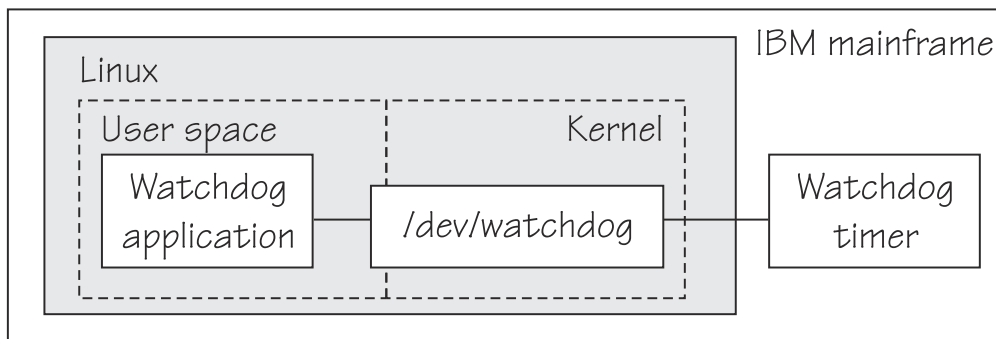 IBM mainframe
Linux
User space
Kernel
Watchdog
application
/dev/watchdog
Watchdog
timer